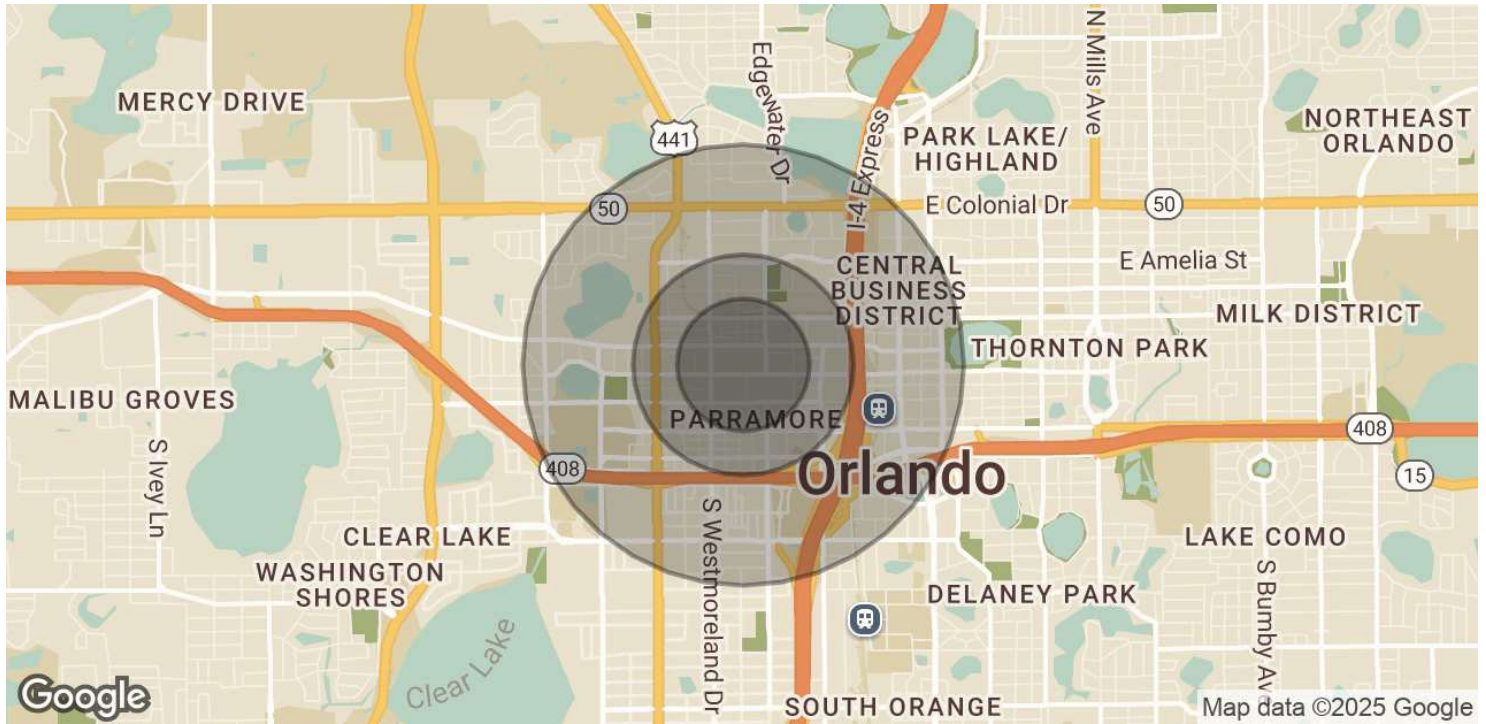 MERCY DRIVE
441
Edgewater Dr
I-4 Express
N Mills Ave
PARK LAKE/
HIGHLAND
NORTHEAST
ORLANDO
50
E Colonial Dr
50
E Amelia St
CENTRAL
BUSINESS
DISTRICT
MILK DISTRICT
THORNTON PARK
MALIBU GROVES
PARRAMORE
408
S Ivey Ln
408
Orlando
15
S Westmoreland Dr
CLEAR LAKE
WASHINGTON
SHORES
LAKE COMO
S Bumby Ave
DELANEY PARK
Clear Lake
SOUTH ORANGE
Google
Map data ©2025 Google